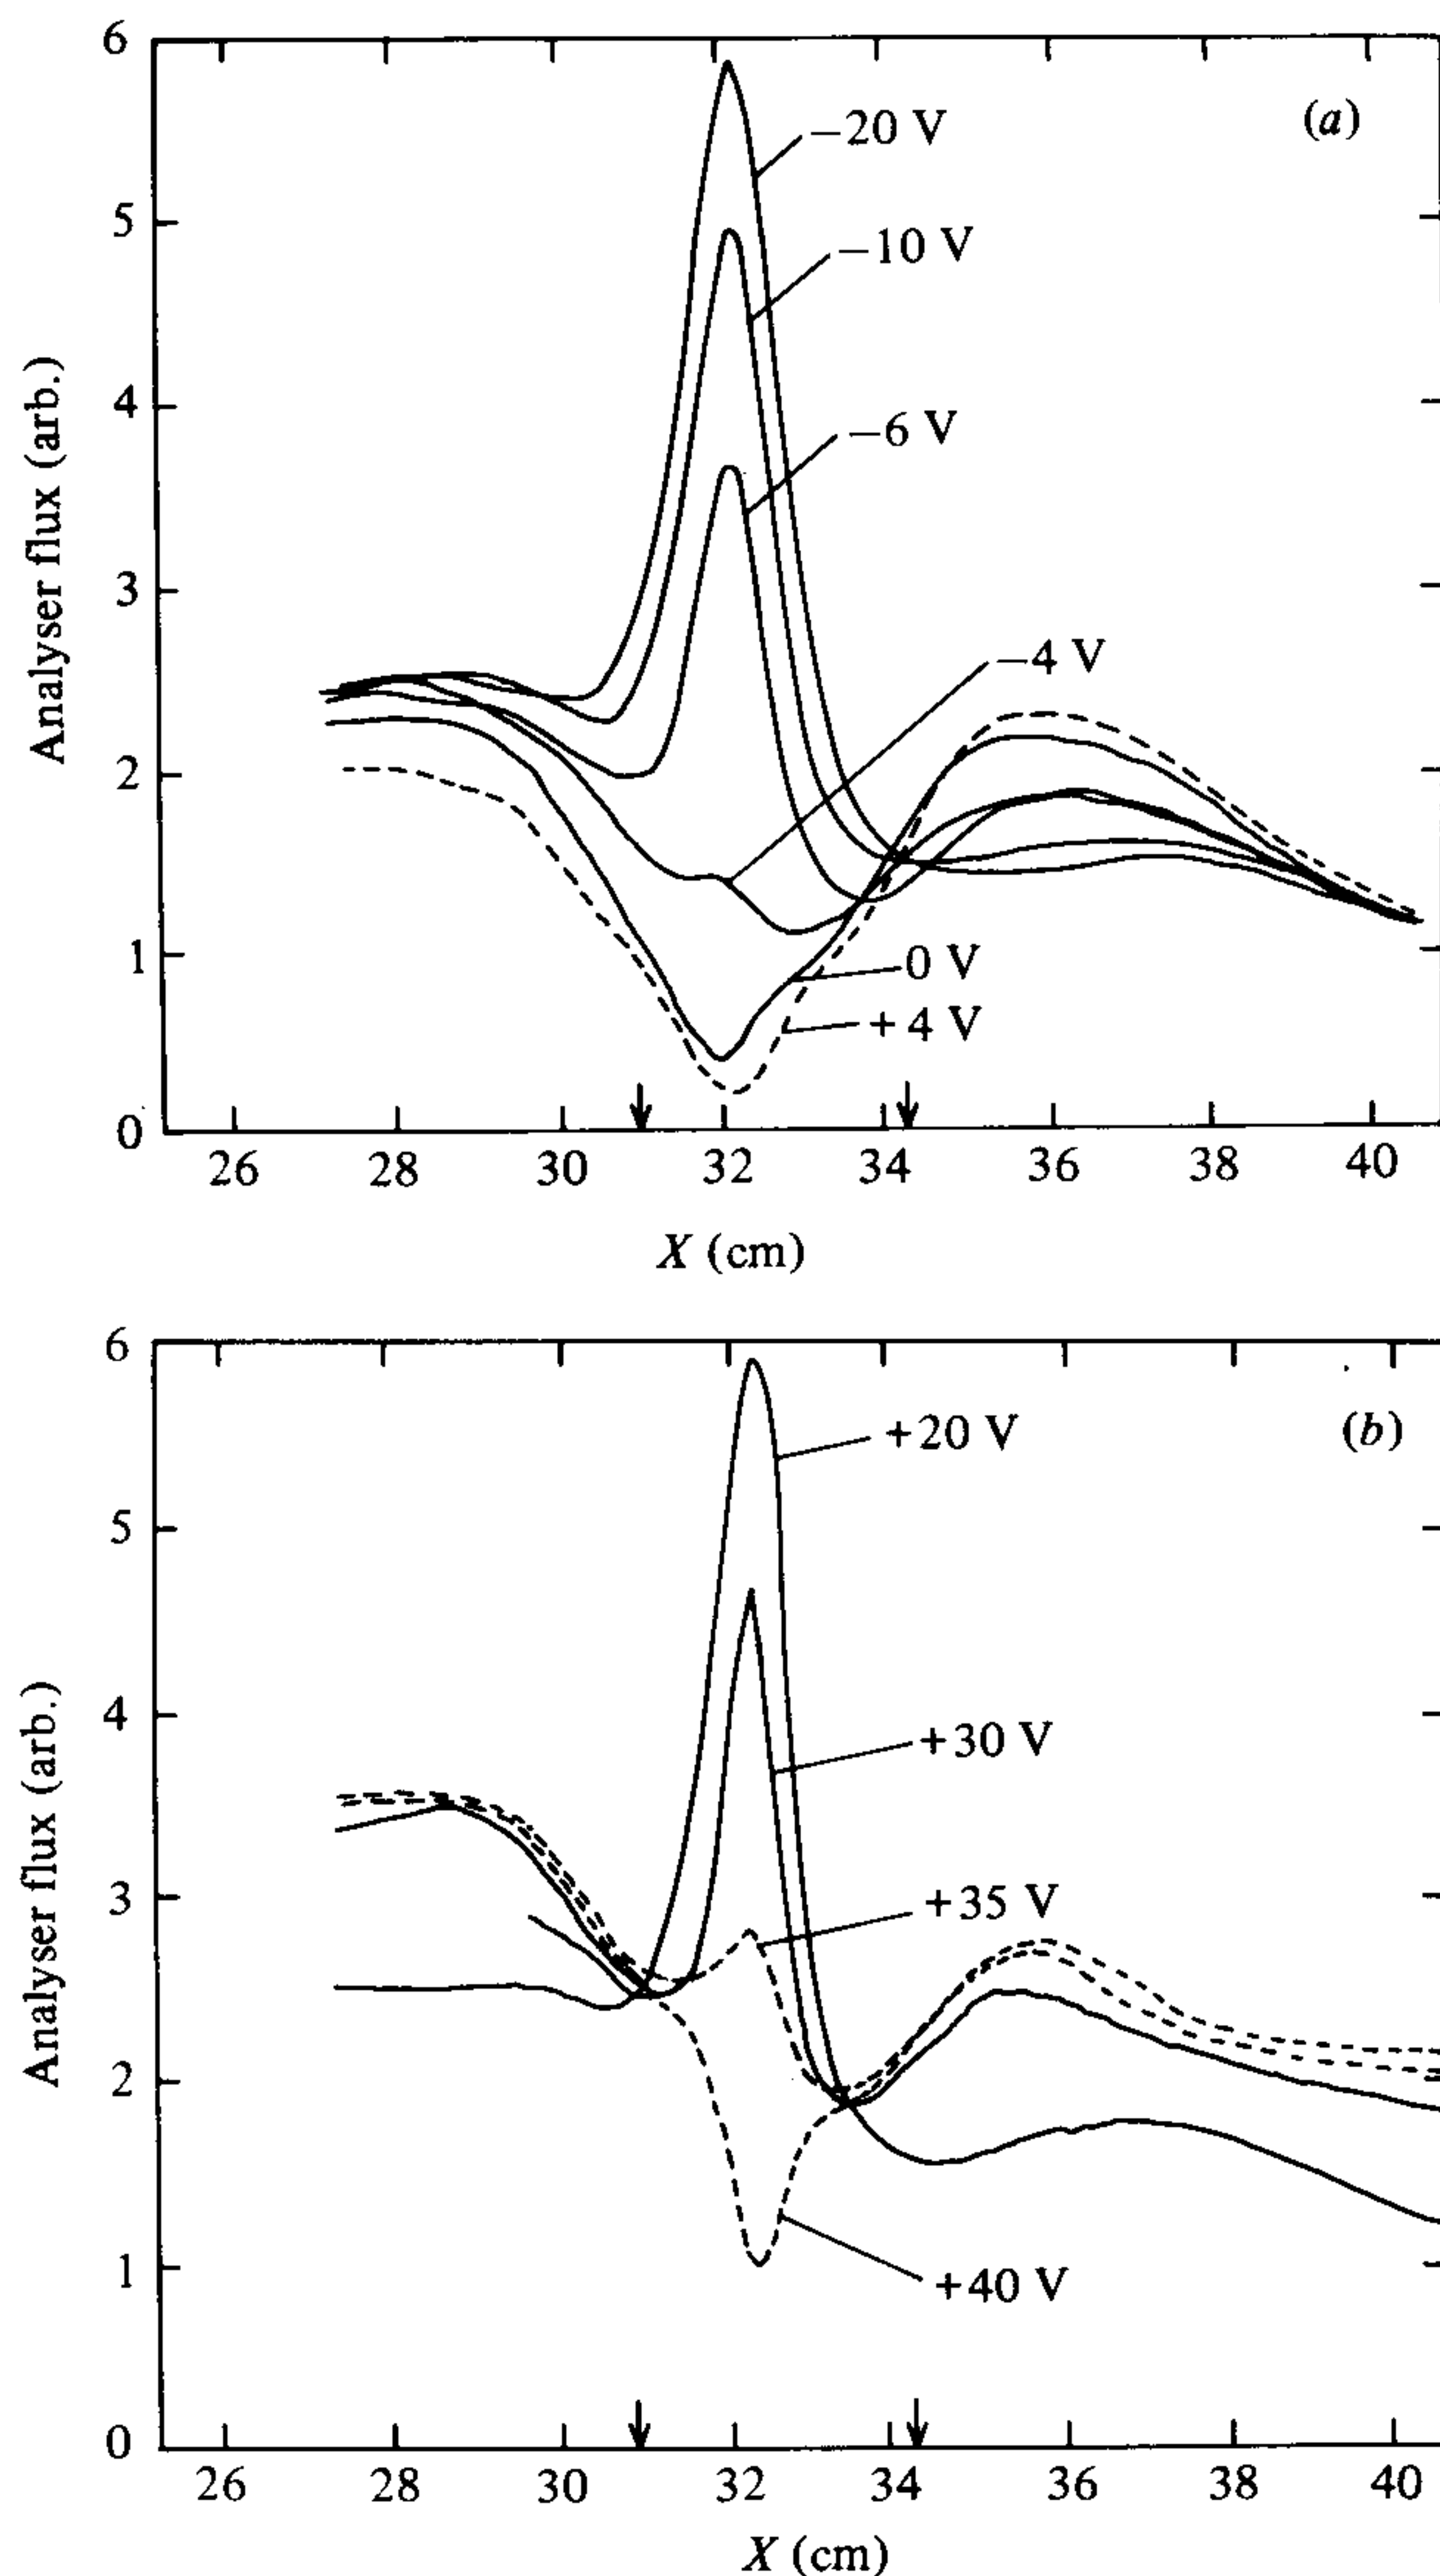 6
(a)
−20 V
5
−10 V
4
−6 V
Analyser flux (arb.)
3
−4 V
2
1
0 V
+ 4 V
0
26 28 30 32 34 36 38 40
X (cm)
6
(b)
+20 V
5
4
+30 V
Analyser flux (arb.)
3
+35 V
2
1
+40 V
0
26 28 30 32 34 36 38 40
X (cm)